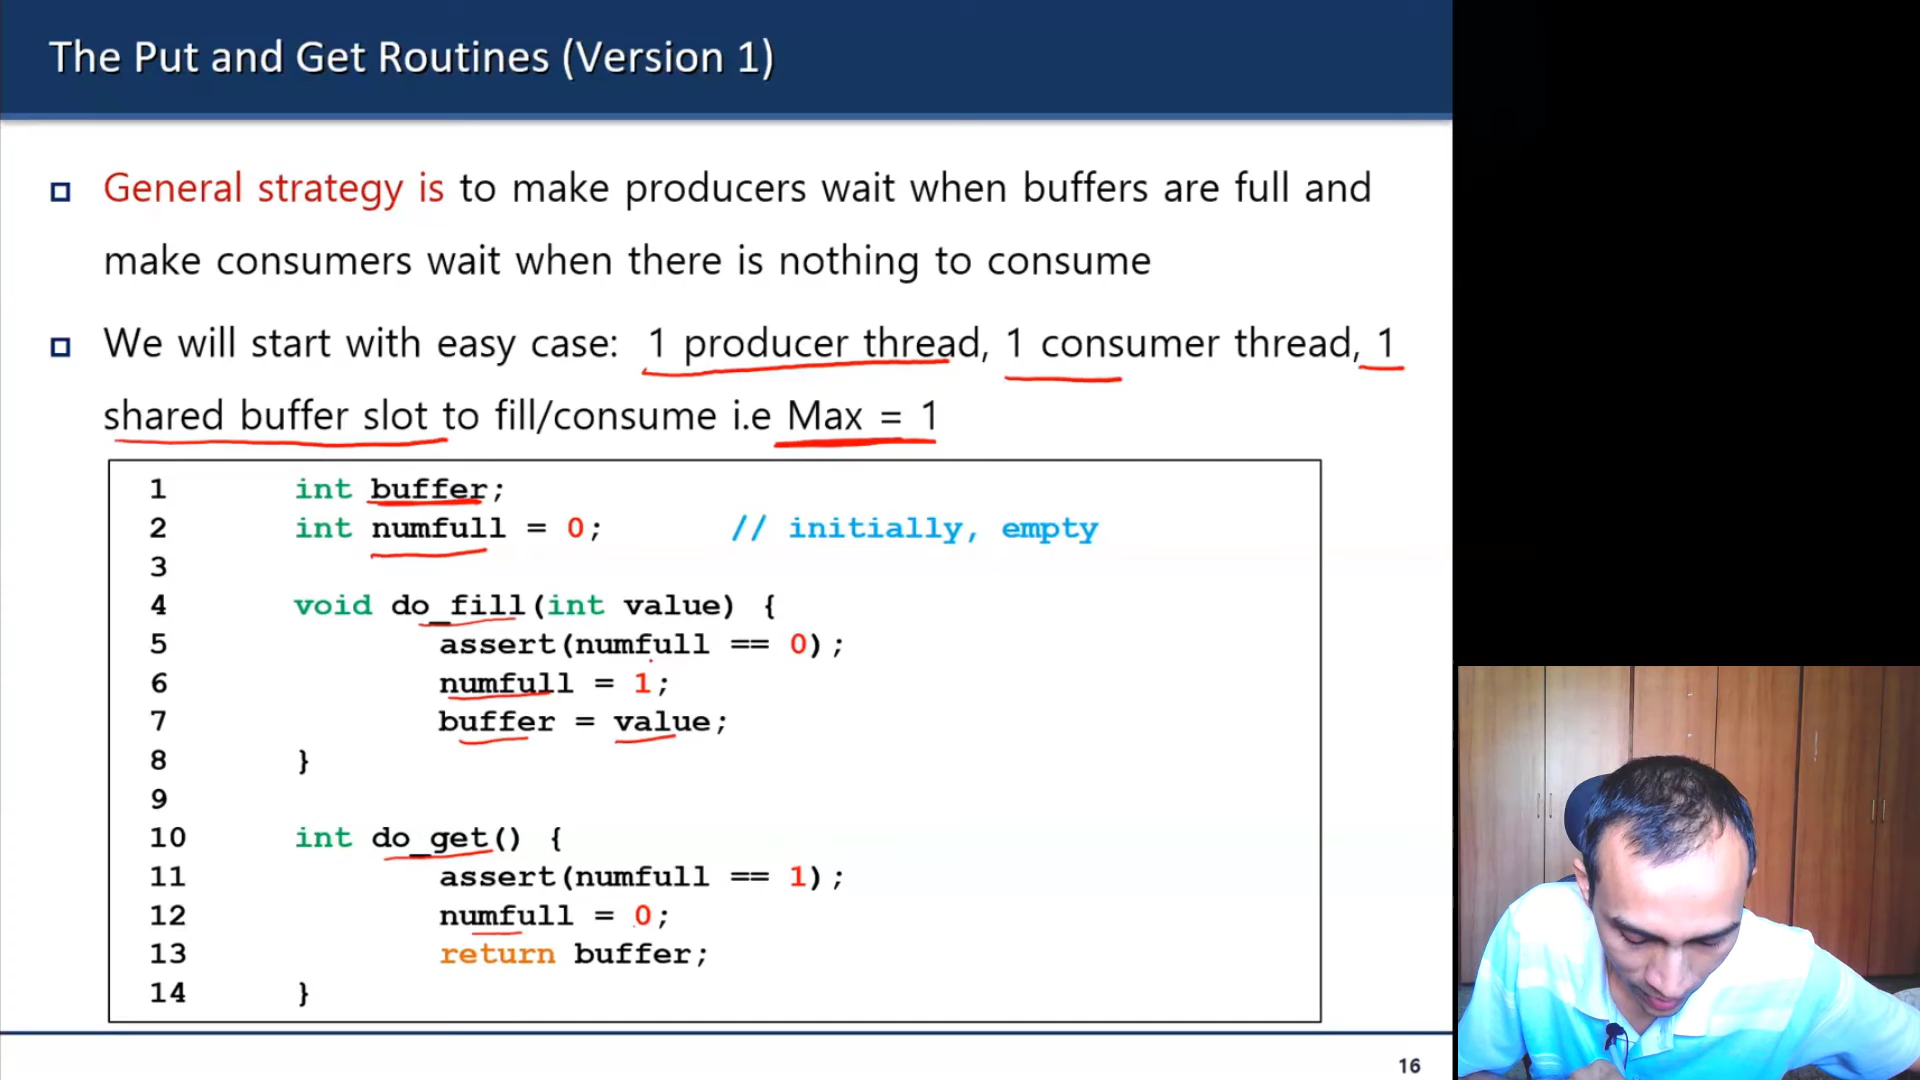 The Put and Get Routines (Version 1)
General strategy is to make producers wait when buffers are full and
make consumers wait when there is nothing to consume
We will start with easy case: 1 producer thread, 1 consumer thread, 1
shared buffer slot to fill/consume i.e Max = 1
1 int buffer;
2 int numfull = 0; // initially, empty
3
4 void do_fill(int value) {
5 assert(numfull == 0);
6 numfull = 1;
7 buffer = value;
8 }
9
10 int do_get() {
11 assert(numfull == 1);
12 numfull = 0;
13 return buffer;
14 }
16